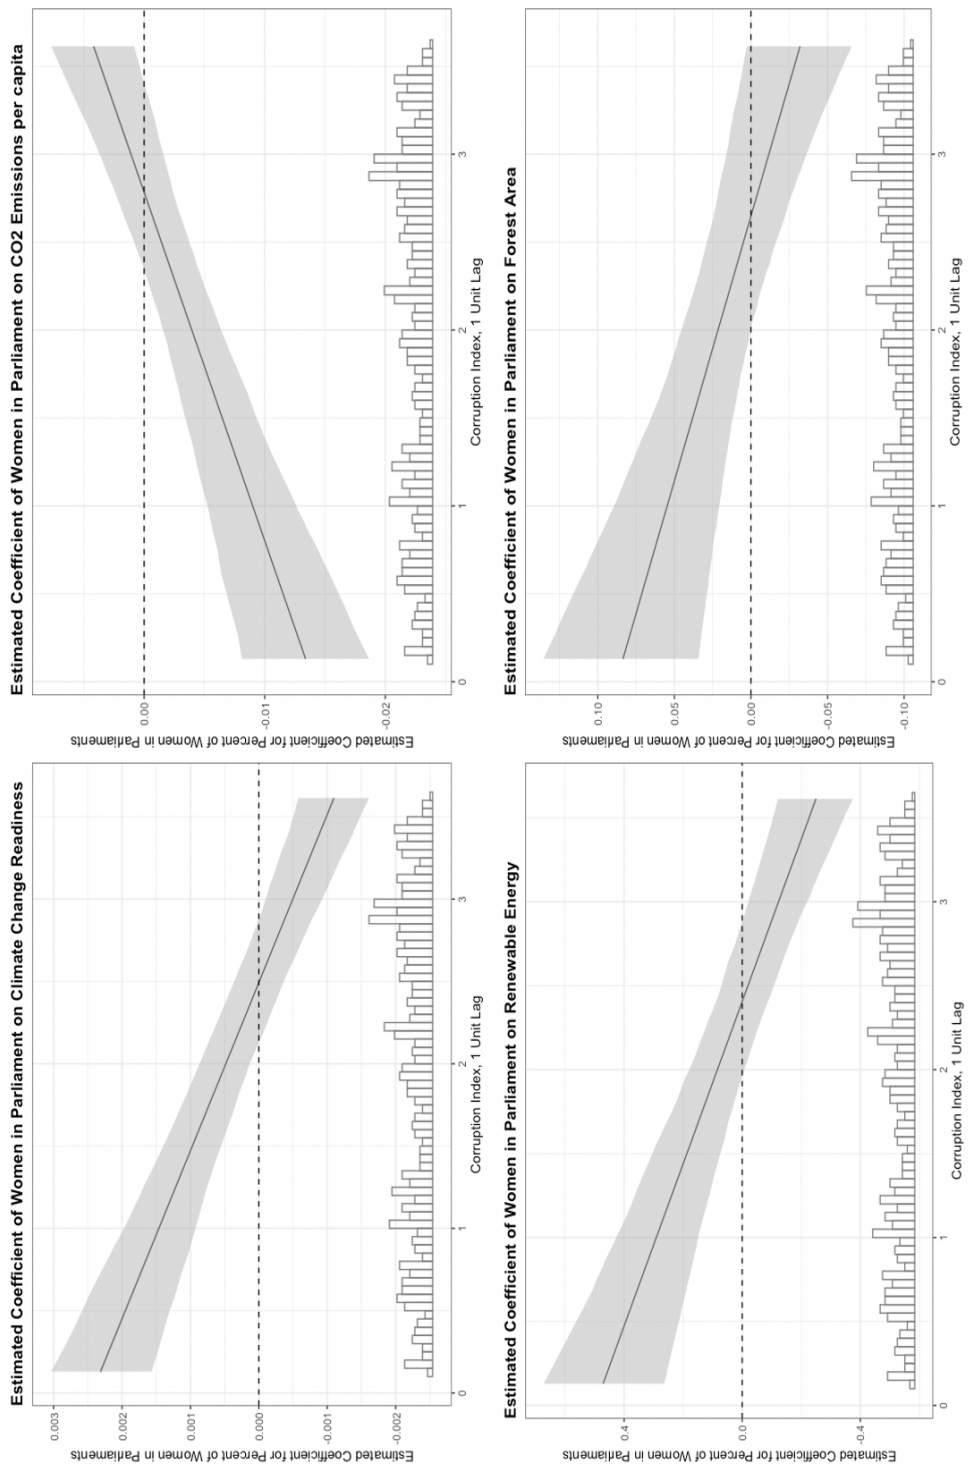 Estimated Coefficient of Women in Parliament on Climate Change Readiness
Estimated Coefficient for Percent of Women in Parliaments
0.003
0.002
0.001
0.000
-0.001
-0.002
0
1
2
3
Corruption Index, 1 Unit Lag
Estimated Coefficient of Women in Parliament on CO2 Emissions per capita
Estimated Coefficient for Percent of Women in Parliaments
0.00
-0.01
-0.02
0
1
2
3
Corruption Index, 1 Unit Lag
Estimated Coefficient of Women in Parliament on Renewable Energy
Estimated Coefficient for Percent of Women in Parliaments
0.4
0.0
-0.4
0
1
2
3
Corruption Index, 1 Unit Lag
Estimated Coefficient of Women in Parliament on Forest Area
Estimated Coefficient for Percent of Women in Parliaments
0.10
0.05
0.00
-0.05
-0.10
0
1
2
3
Corruption Index, 1 Unit Lag